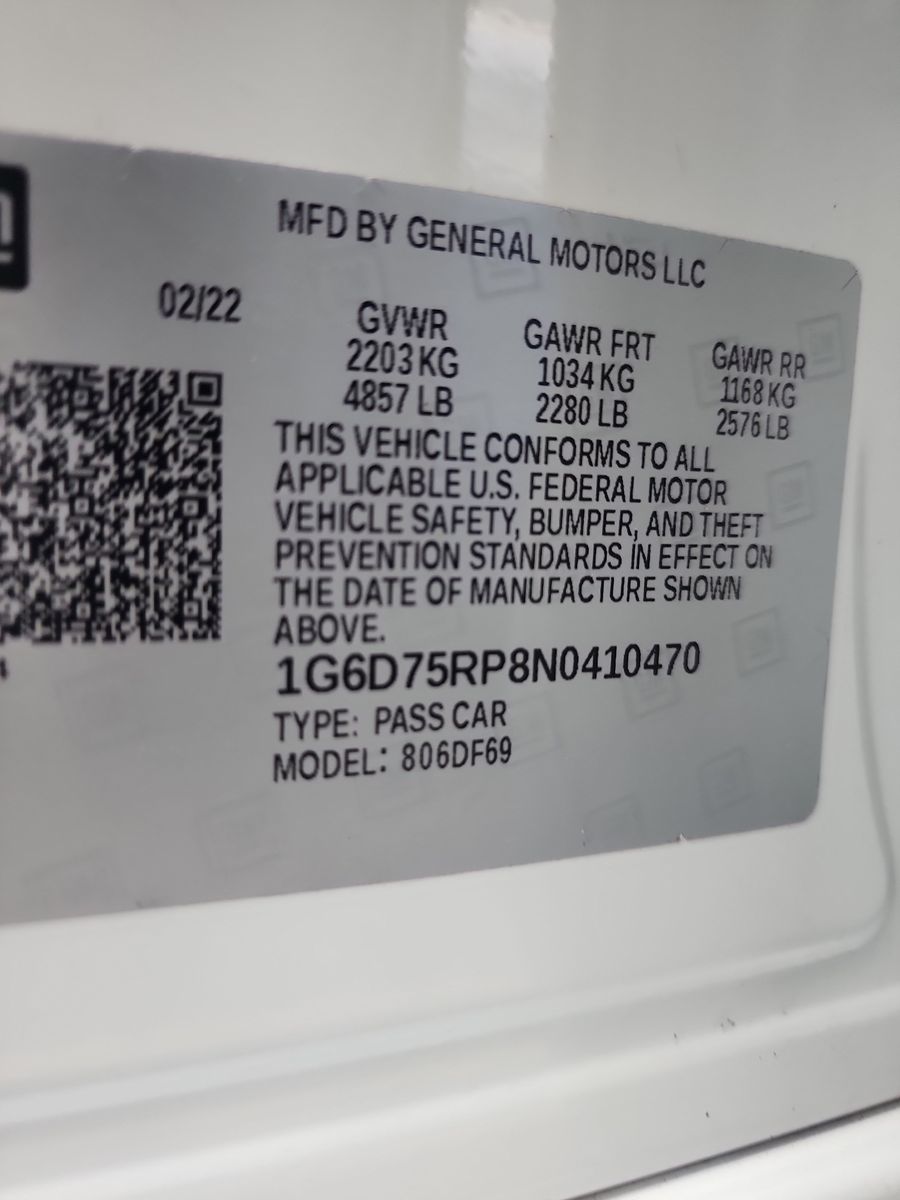 MFD BY GENERAL MOTORS LLC
02/22
GVWR
2203 KG
4857 LB
GAWR FRT
1034 KG
2280 LB
GAWR RR
1168 KG
2576 LB
THIS VEHICLE CONFORMS TO ALL
APPLICABLE U.S. FEDERAL MOTOR
VEHICLE SAFETY, BUMPER, AND THEFT
PREVENTION STANDARDS IN EFFECT ON
THE DATE OF MANUFACTURE SHOWN
ABOVE.
1G6D75RP8N0410470
TYPE: PASS CAR
MODEL: 806DF69